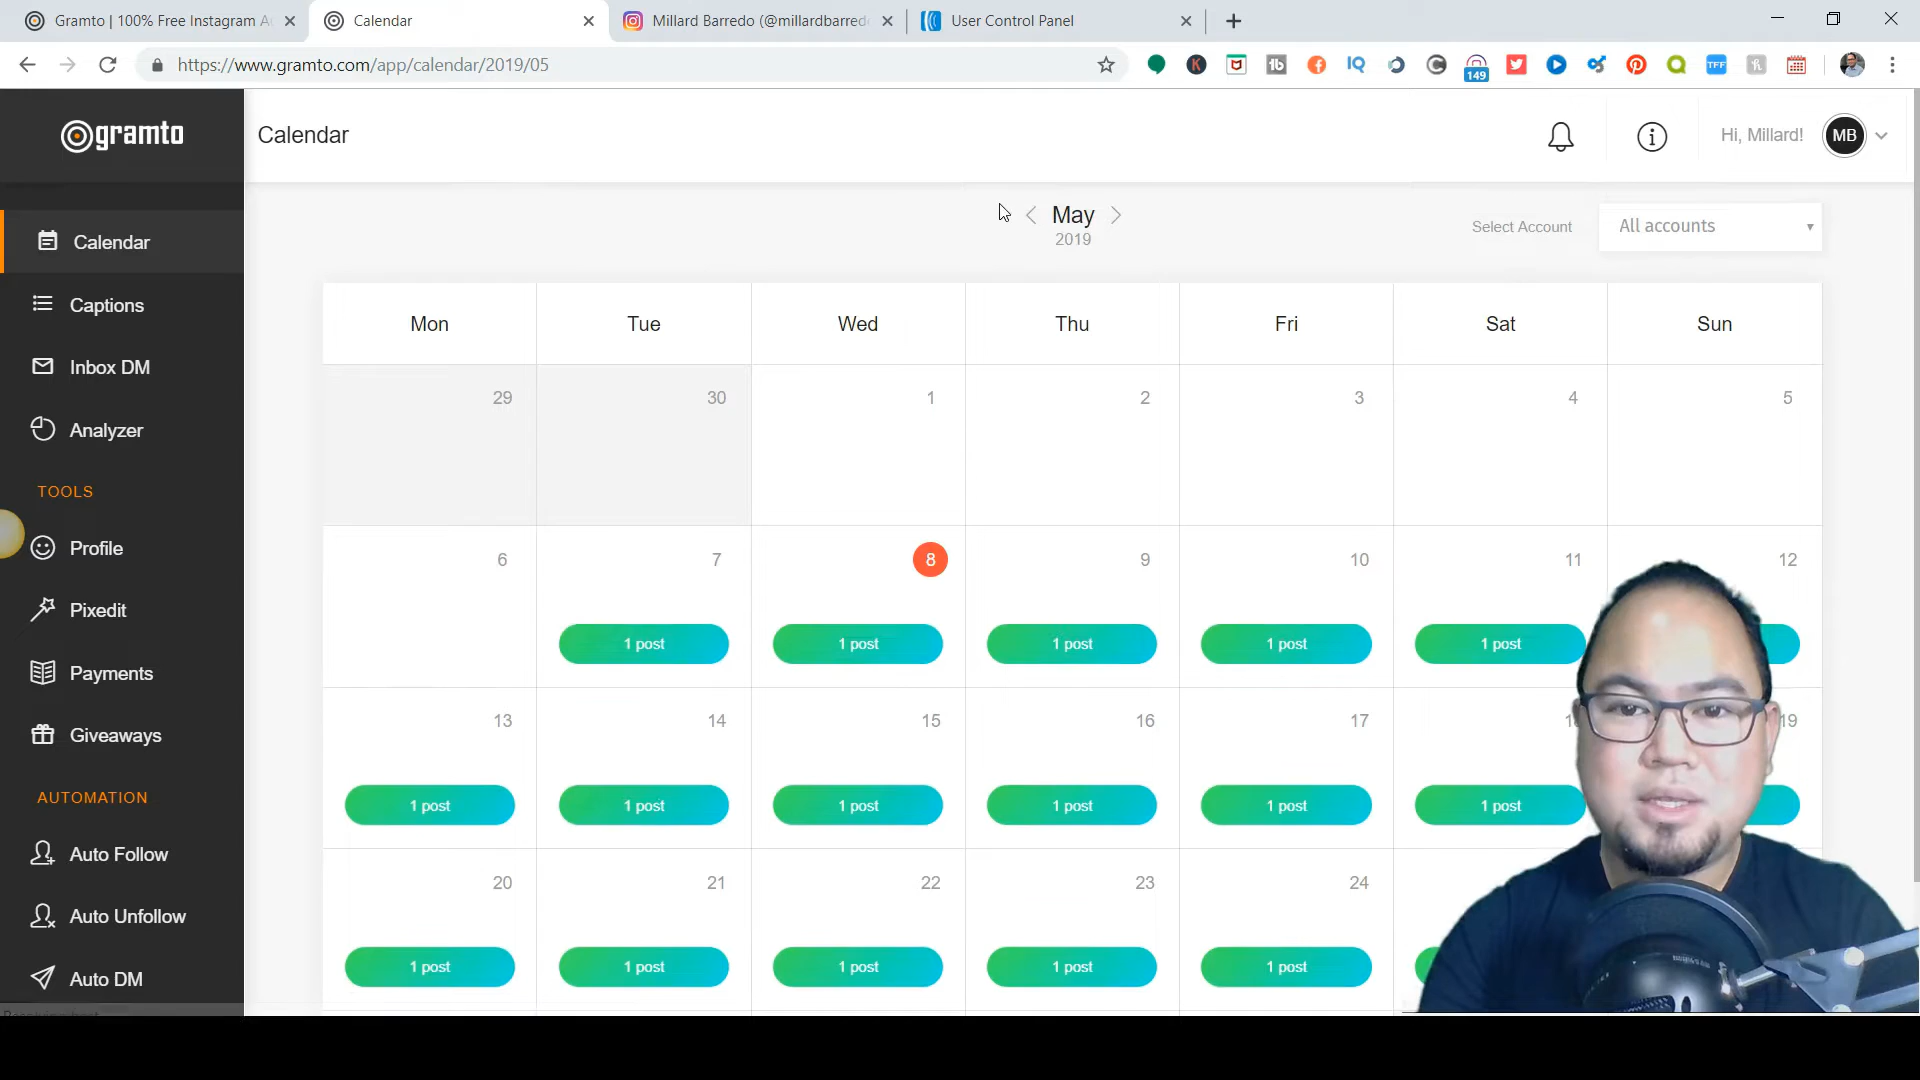 Gramto | 100% Free Instagram A
Calendar
Millard Barredo (@millardbarred
User Control Panel
https://www.gramto.com/app/calendar/2019/05
149
TFF
gramto
Calendar
Hi, Millard!
MB
Calendar
Captions
Inbox DM
Analyzer
TOOLS
Profile
Pixedit
Payments
Giveaways
AUTOMATION
Auto Follow
Auto Unfollow
Auto DM
May
2019
Select Account
All accounts
Mon Tue Wed Thu Fri Sat Sun
29 30 1 2 3 4 5
6 7 8 9 10 11 12
1 post 1 post 1 post 1 post 1 post
13 14 15 16 17 19
1 post 1 post 1 post 1 post 1 post 1 post
20 21 22 23 24
1 post 1 post 1 post 1 post 1 post